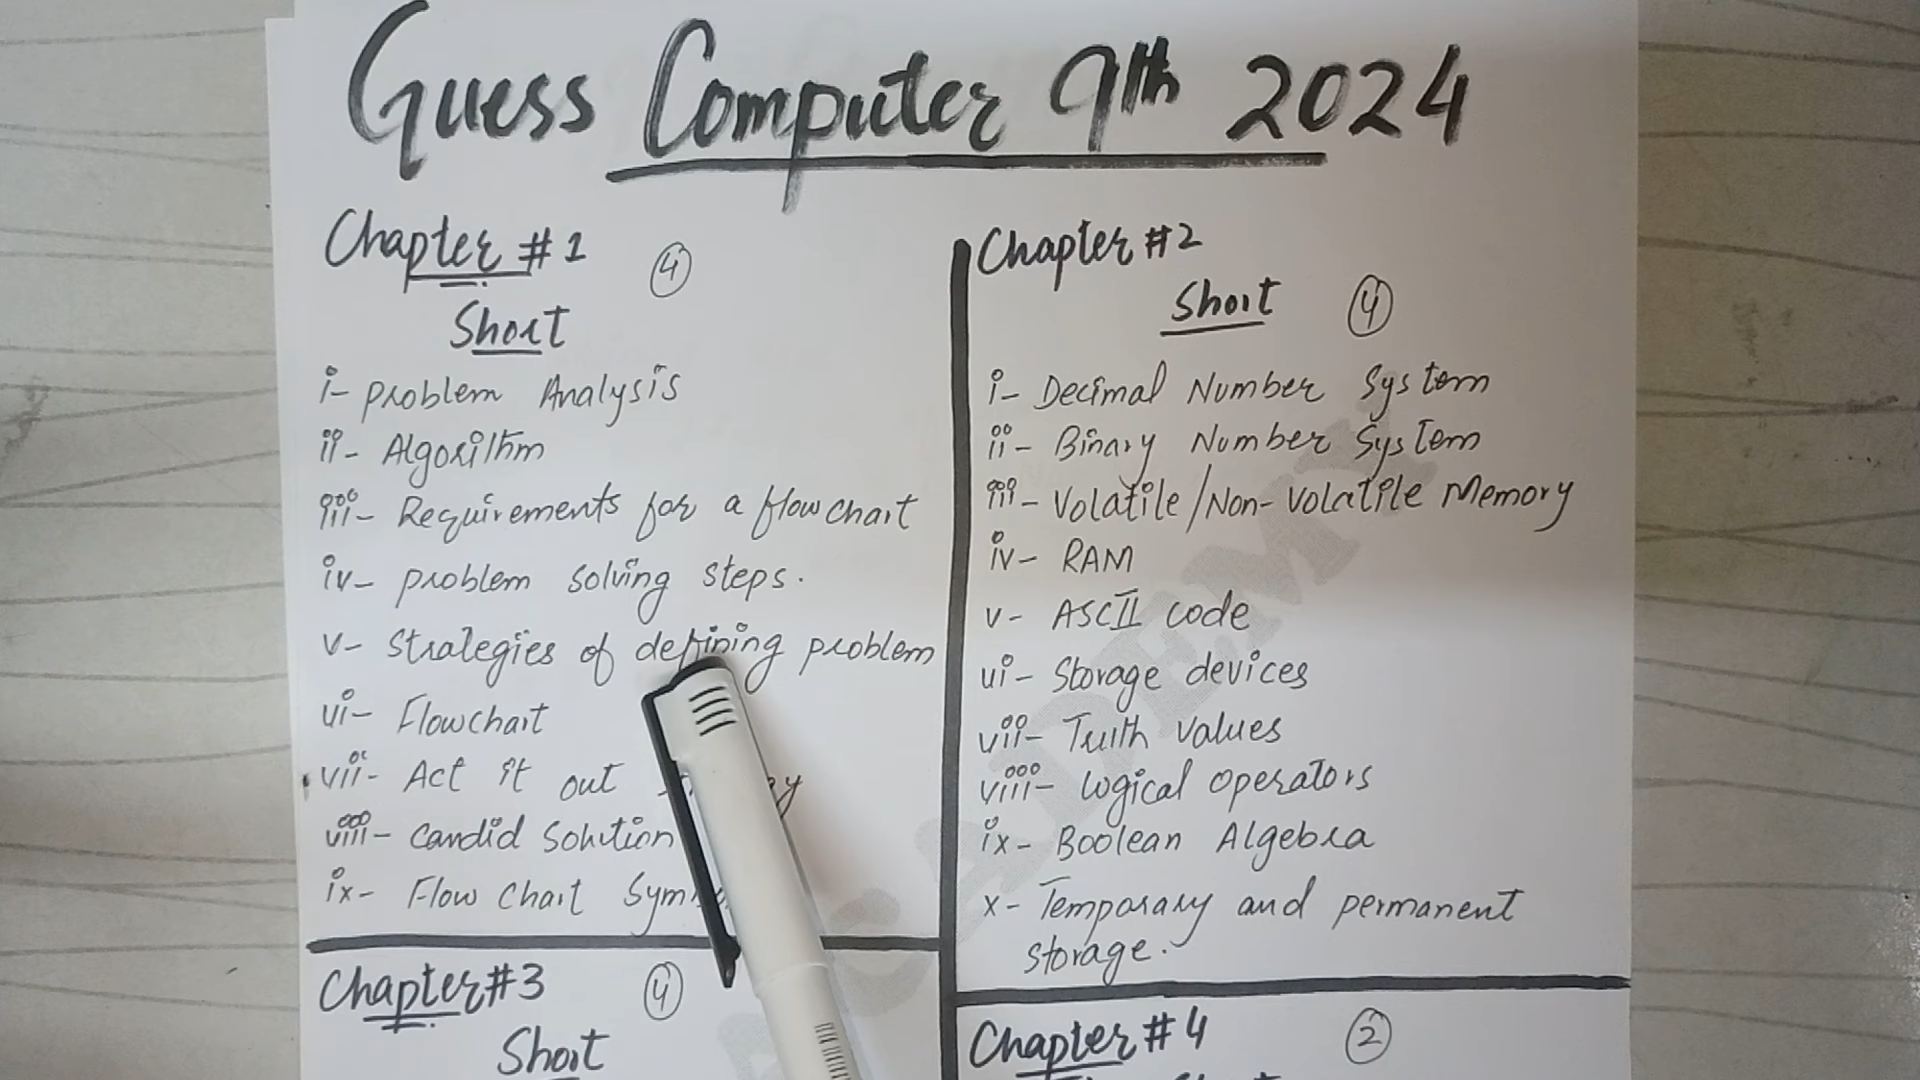 Guess Computer 9th 2024
Chapter #1
4
Short
i- problem Analysis
ii- Algorithm
iii- Requirements for a flowchart
iv- problem solving steps.
v- Strategies of defining problem
vi- Flowchart
vii- Act it out
viii- Candid Solution
ix- Flow Chart
Chapter #2
Short 4
i- Decimal Number System
ii- Binary Number System
iii- Volatile/Non-Volatile Memory
iv- RAM
v- ASCII code
vi- Storage devices
vii- Truth values
viii- Logical operators
ix- Boolean Algebra
x- Temporary and permanent
storage.
Chapter #3 4
Short
Chapter #4 2
ACADEMY